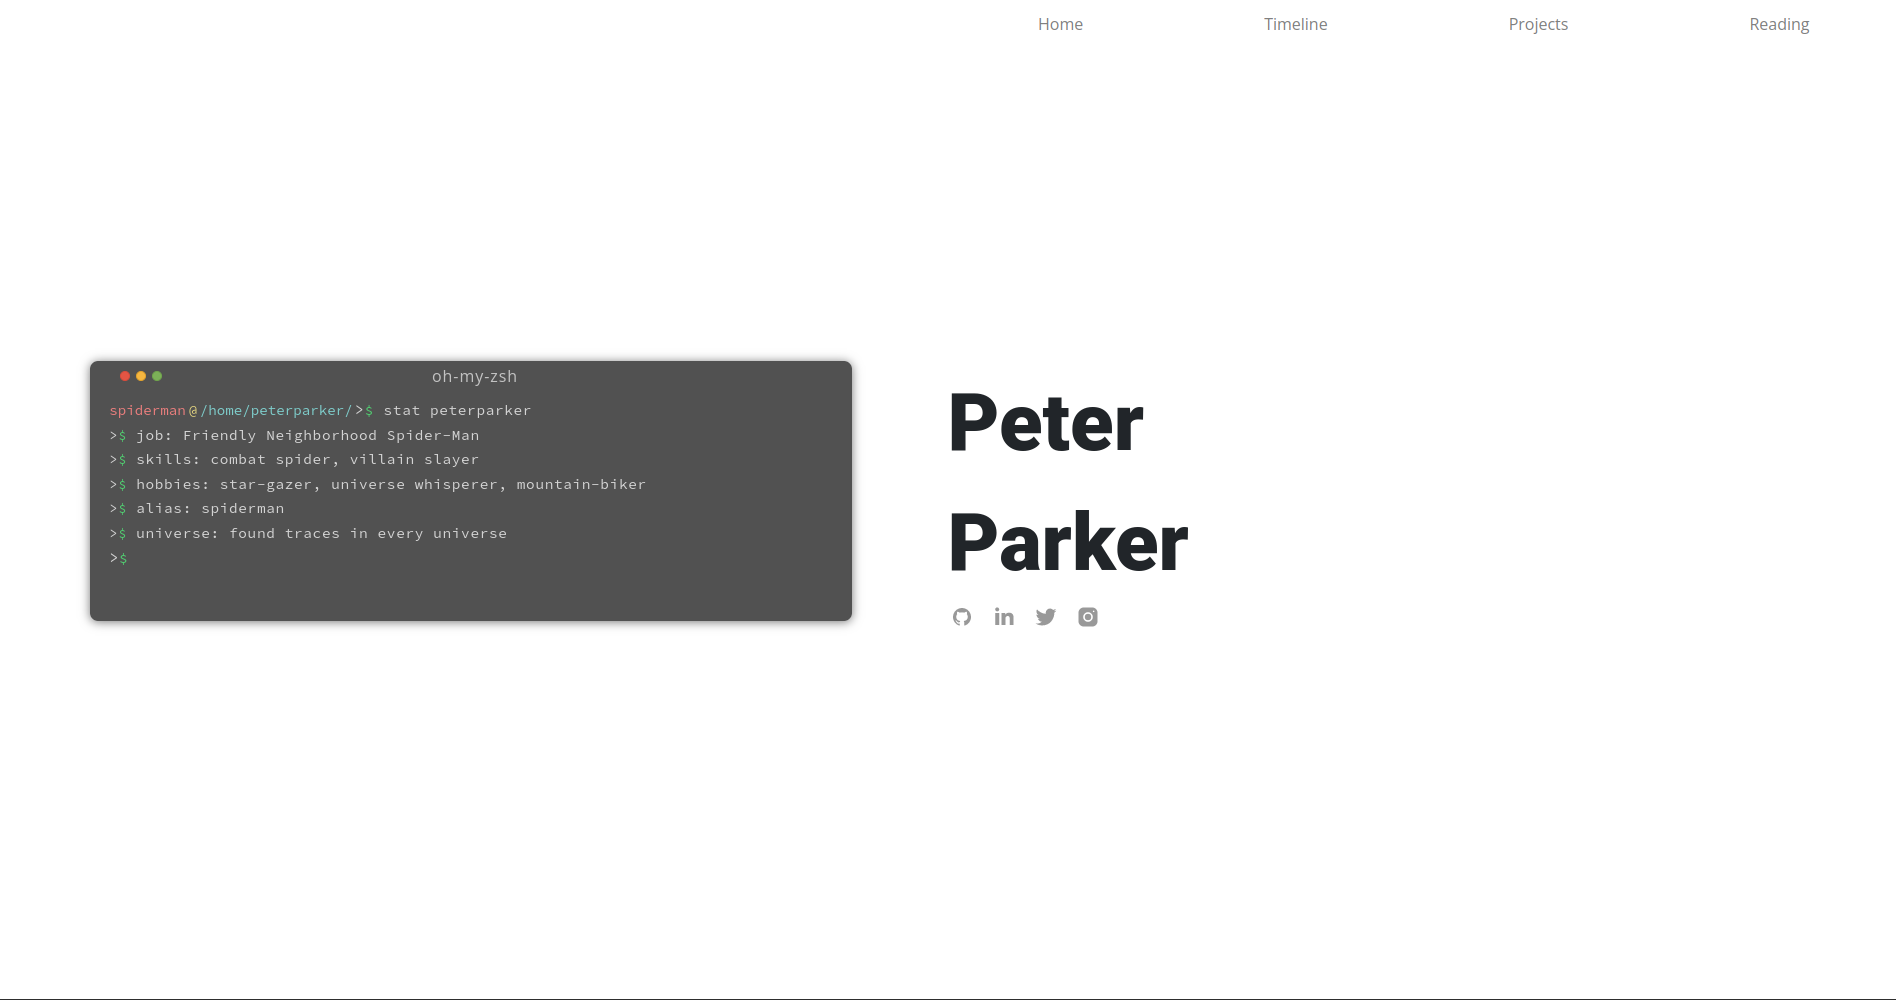 Home Timeline Projects Reading
oh-my-zsh
spiderman@/home/peterparker/>$ stat peterparker
>$ job: Friendly Neighborhood Spider-Man
>$ skills: combat spider, villain slayer
>$ hobbies: star-gazer, universe whisperer, mountain-biker
>$ alias: spiderman
>$ universe: found traces in every universe
>$
Peter
Parker
in